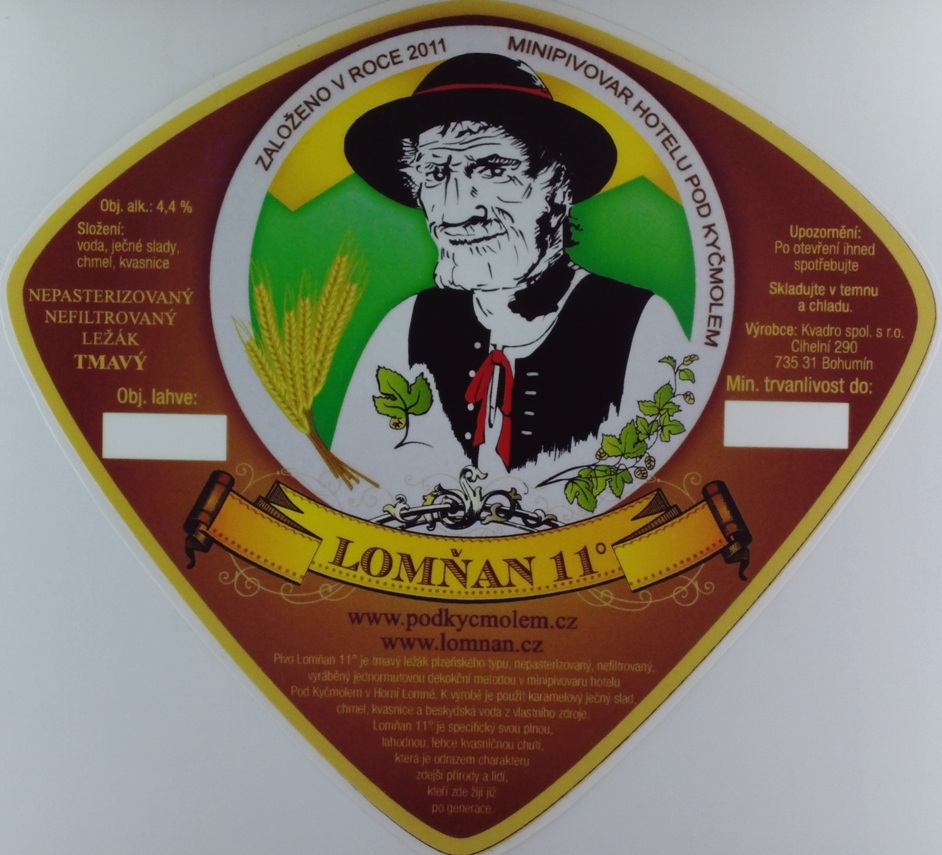 ZALOŽENO V ROCE 2011
MINIPIVOVAR HOTELU POD KYČMOLEM
Obj. alk.: 4,4 %
Složení:
voda, ječné slady,
chmel, kvasnice
NEPASTERIZOVANÝ
NEFILTROVANÝ
LEŽÁK
TMAVÝ
Obj. lahve:
Upozornění:
Po otevření ihned
spotřebujte
Skladujte v temnu
a chladu.
Výrobce: Kvadro spol. s r.o.
Cihelní 290
735 31 Bohumín
Min. trvanlivost do:
LOMŇAN 11°
www.podkycmolem.cz
www.lomnan.cz
Pivo Lomňan 11° je tmavý ležák plzeňského typu, nepasterizovaný, nefiltrovaný,
vyráběný jednormutovou dekokční metodou v minipivovaru hotelu
Pod Kyčmolem v Horní Lomné. K výrobě je použit karamelový ječný slad,
chmel, kvasnice a beskydská voda z vlastního zdroje.
Lomňan 11° je specifický svou plnou,
lahodnou, lehce kvasničnou chutí,
která je odrazem charakteru
zdejší přírody a lidí,
kteří zde žijí již
po generace.